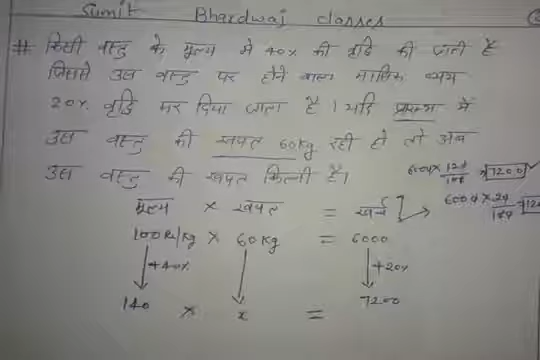 Sumit Bhardwaj classes
# किसी वस्तु के मूल्य में 40% की वृद्धि की जाती है
जिससे उस वस्तु पर होने वाला मासिक व्यय
20% वृद्धि कर दिया जाता है। यदि प्रारम्भ में
उस वस्तु की खपत 60kg रही हो तो अब
उस वस्तु की खपत कितनी है।
मूल्य × खपत = खर्च
100Rs/kg × 60kg = 6000
+40% +20%
140 × x = 7200